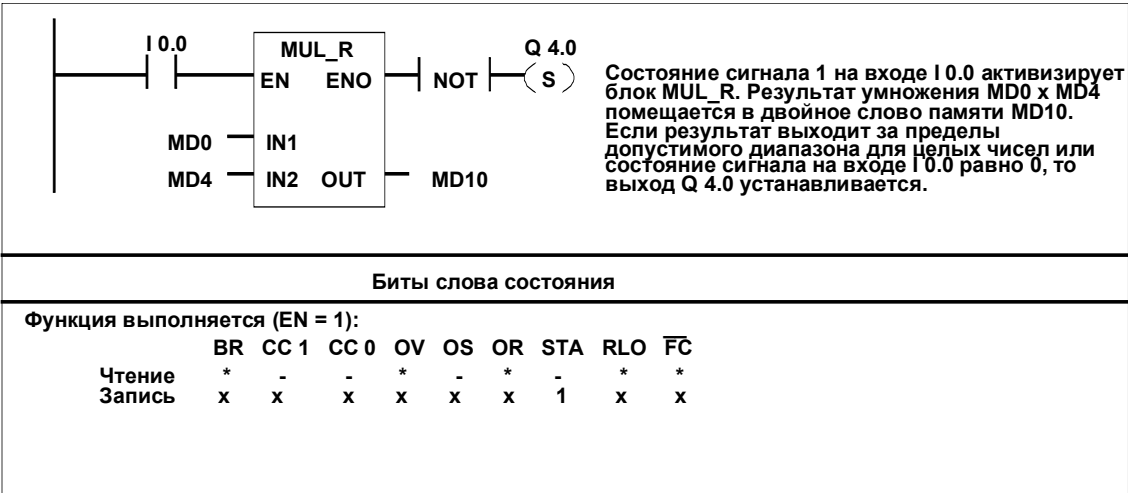 I 0.0
MUL_R
Q 4.0
EN ENO
NOT
( S )
MD0
IN1
MD4
IN2 OUT
MD10
Состояние сигнала 1 на входе I 0.0 активизирует
блок MUL_R. Результат умножения MD0 x MD4
помещается в двойное слово памяти MD10.
Если результат выходит за пределы
допустимого диапазона для целых чисел или
состояние сигнала на входе I 0.0 равно 0, то
выход Q 4.0 устанавливается.
Биты слова состояния
Функция выполняется (EN = 1):
BR CC 1 CC 0 OV OS OR STA RLO F̅C̅
Чтение * - - * - * - * *
Запись x x x x x x 1 x x